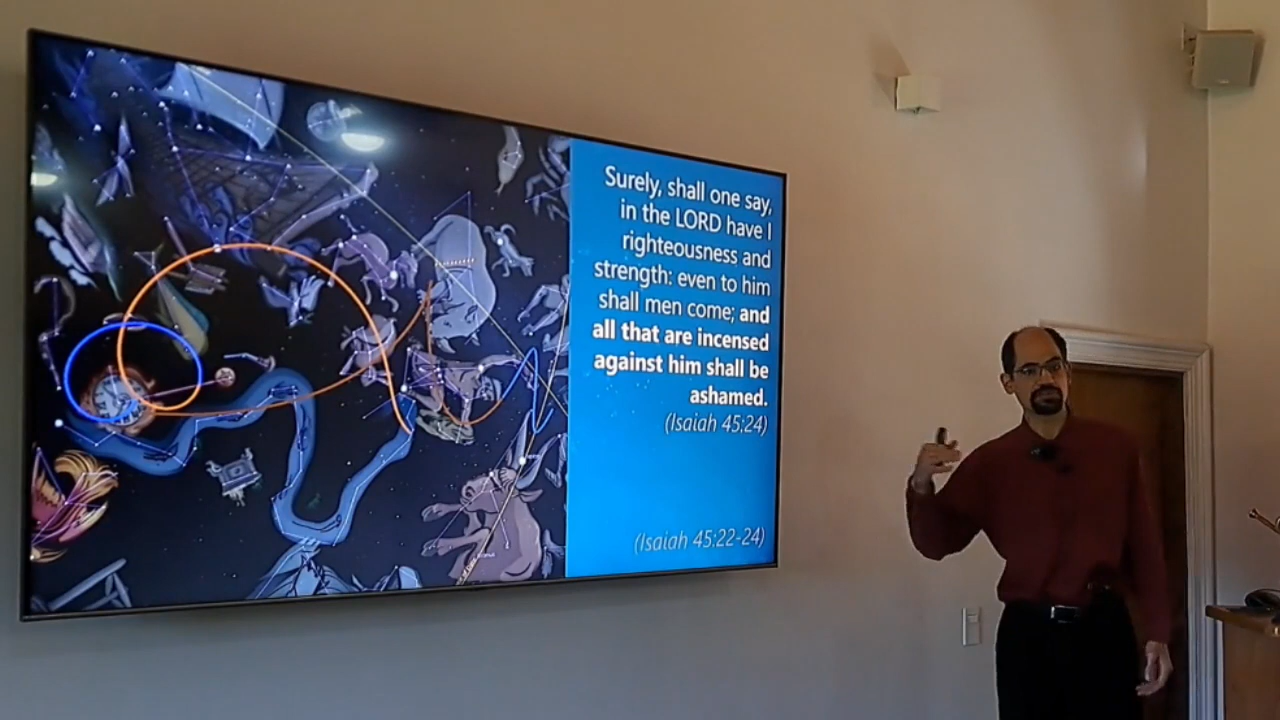 Surely, shall one say,
in the LORD have I
righteousness and
strength: even to him
shall men come; and
all that are incensed
against him shall be
ashamed.
(Isaiah 45:24)
(Isaiah 45:22-24)